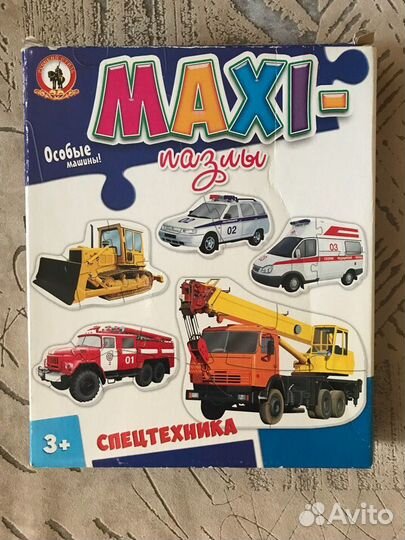 MAXI-
пазлы
Особые
машины!
02
03
01
3+
СПЕЦТЕХНИКА
Avito